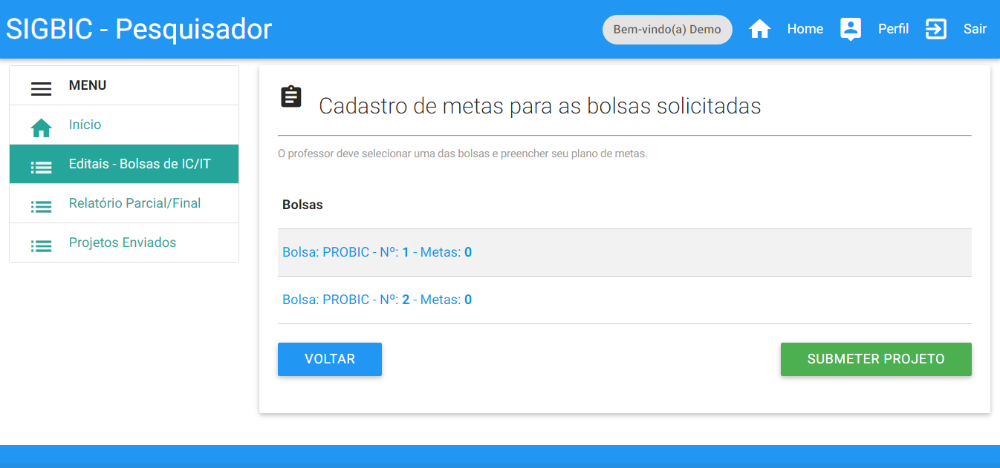 SIGBIC - Pesquisador
Bem-vindo(a) Demo
Home
Perfil
Sair
MENU
Início
Editais - Bolsas de IC/IT
Relatório Parcial/Final
Projetos Enviados
Cadastro de metas para as bolsas solicitadas
O professor deve selecionar uma das bolsas e preencher seu plano de metas.
Bolsas
Bolsa: PROBIC - Nº: 1 - Metas: 0
Bolsa: PROBIC - Nº: 2 - Metas: 0
VOLTAR
SUBMETER PROJETO